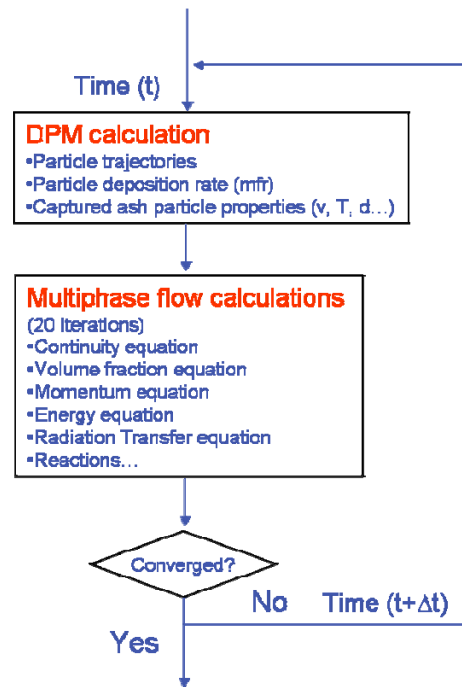 Time (t)
DPM calculation
•Particle trajectories
•Particle deposition rate (mfr)
•Captured ash particle properties (v, T, d…)
Multiphase flow calculations
(20 Iterations)
•Continuity equation
•Volume fraction equation
•Momentum equation
•Energy equation
•Radiation Transfer equation
•Reactions…
Converged?
No Time (t+Δt)
Yes